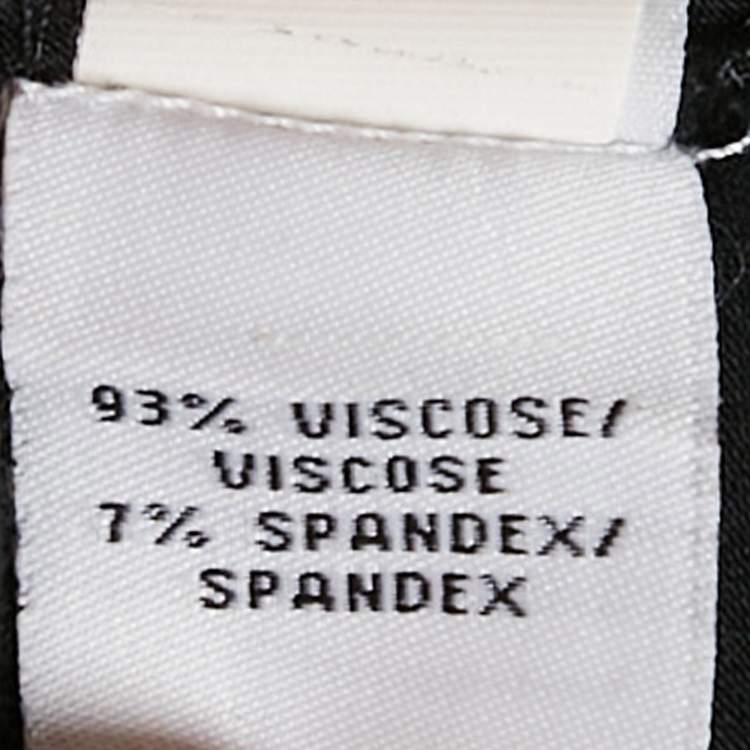 93% VISCOSE/
VISCOSE
7% SPANDEX/
SPANDEX